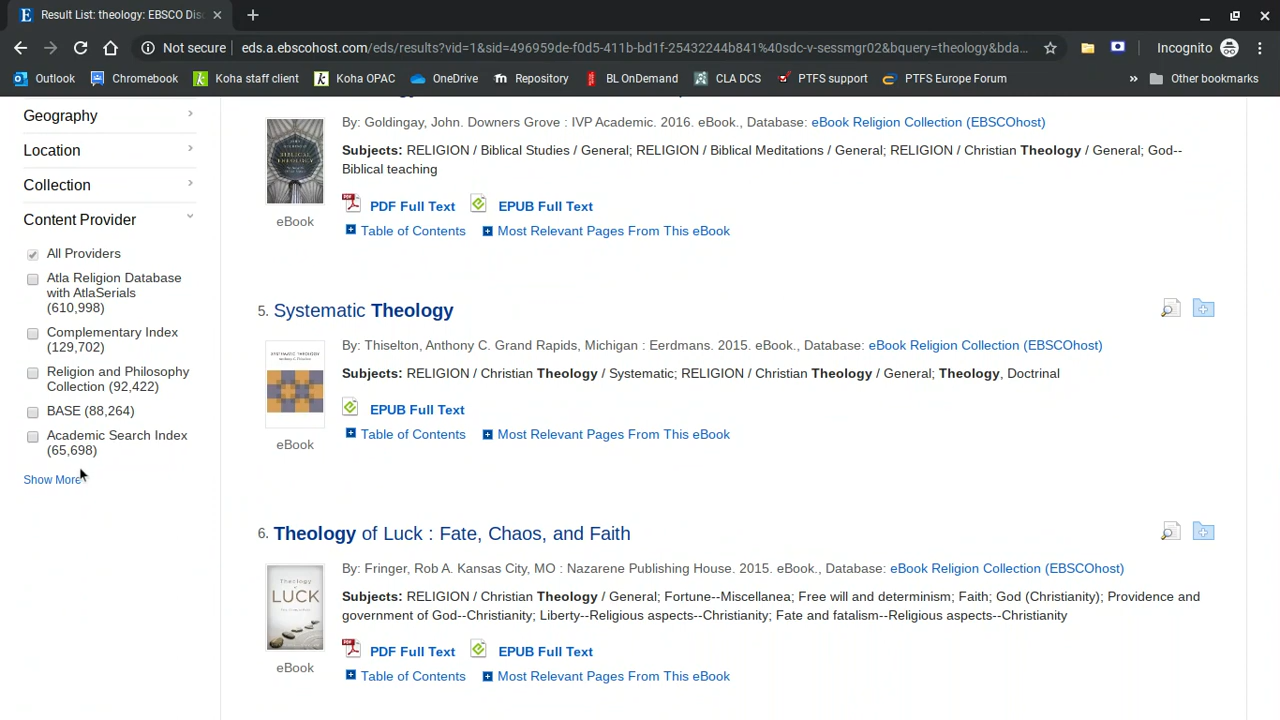 Result List: theology: EBSCO Dis
Not secure eds.a.ebscohost.com/eds/results?vid=1&sid=496959de-f0d5-411b-bd1f-25432244b841%40sdc-v-sessmgr02&bquery=theology&bda... Incognito
Outlook Chromebook Koha staff client Koha OPAC OneDrive Repository BL OnDemand CLA DCS PTFS support PTFS Europe Forum » Other bookmarks
Geography
Location
Collection
Content Provider
All Providers
Atla Religion Database
with AtlaSerials
(610,998)
Complementary Index
(129,702)
Religion and Philosophy
Collection (92,422)
BASE (88,264)
Academic Search Index
(65,698)
Show More
By: Goldingay, John. Downers Grove : IVP Academic. 2016. eBook., Database: eBook Religion Collection (EBSCOhost)
Subjects: RELIGION / Biblical Studies / General; RELIGION / Biblical Meditations / General; RELIGION / Christian Theology / General; God--
Biblical teaching
BIBLICAL
THEOLOGY
eBook
PDF Full Text EPUB Full Text
Table of Contents Most Relevant Pages From This eBook
5. Systematic Theology
By: Thiselton, Anthony C. Grand Rapids, Michigan : Eerdmans. 2015. eBook., Database: eBook Religion Collection (EBSCOhost)
Subjects: RELIGION / Christian Theology / Systematic; RELIGION / Christian Theology / General; Theology, Doctrinal
SYSTEMATIC THEOLOGY
eBook
EPUB Full Text
Table of Contents Most Relevant Pages From This eBook
6. Theology of Luck : Fate, Chaos, and Faith
By: Fringer, Rob A. Kansas City, MO : Nazarene Publishing House. 2015. eBook., Database: eBook Religion Collection (EBSCOhost)
Subjects: RELIGION / Christian Theology / General; Fortune--Miscellanea; Free will and determinism; Faith; God (Christianity); Providence and
government of God--Christianity; Liberty--Religious aspects--Christianity; Fate and fatalism--Religious aspects--Christianity
Theology
of
LUCK
eBook
PDF Full Text EPUB Full Text
Table of Contents Most Relevant Pages From This eBook